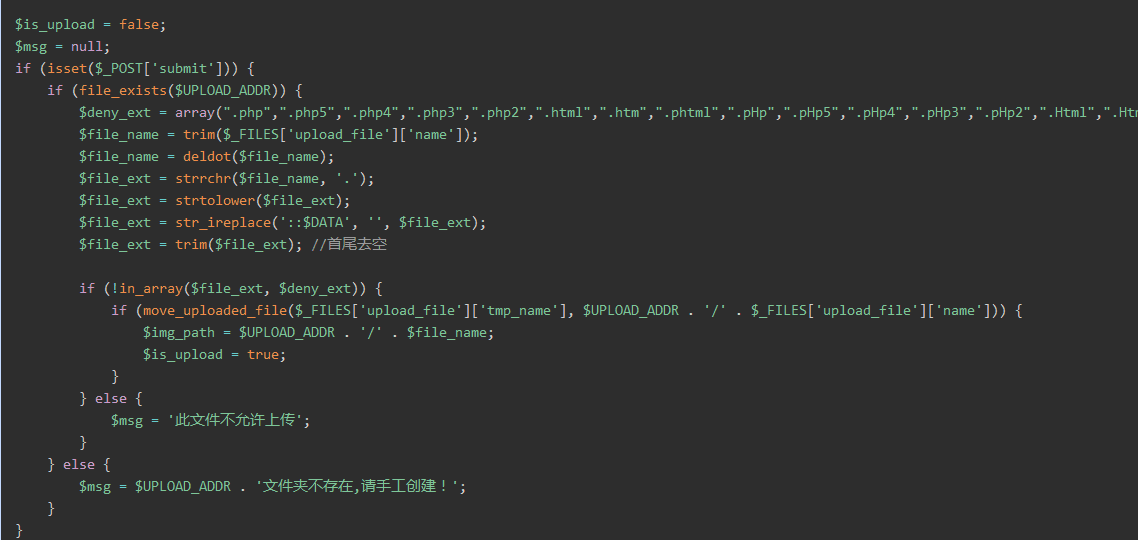 $is_upload = false;
$msg = null;
if (isset($_POST['submit'])) {
    if (file_exists($UPLOAD_ADDR)) {
        $deny_ext = array(".php",".php5",".php4",".php3",".php2",".html",".htm",".phtml",".pHp",".pHp5",".pHp4",".pHp3",".pHp2",".Html",".Htm
        $file_name = trim($_FILES['upload_file']['name']);
        $file_name = deldot($file_name);
        $file_ext = strrchr($file_name, '.');
        $file_ext = strtolower($file_ext);
        $file_ext = str_ireplace('::$DATA', '', $file_ext);
        $file_ext = trim($file_ext); //首尾去空

        if (!in_array($file_ext, $deny_ext)) {
            if (move_uploaded_file($_FILES['upload_file']['tmp_name'], $UPLOAD_ADDR . '/' . $_FILES['upload_file']['name'])) {
                $img_path = $UPLOAD_ADDR . '/' . $file_name;
                $is_upload = true;
            }
        } else {
            $msg = '此文件不允许上传';
        }
    } else {
        $msg = $UPLOAD_ADDR . '文件夹不存在,请手工创建！';
    }
}